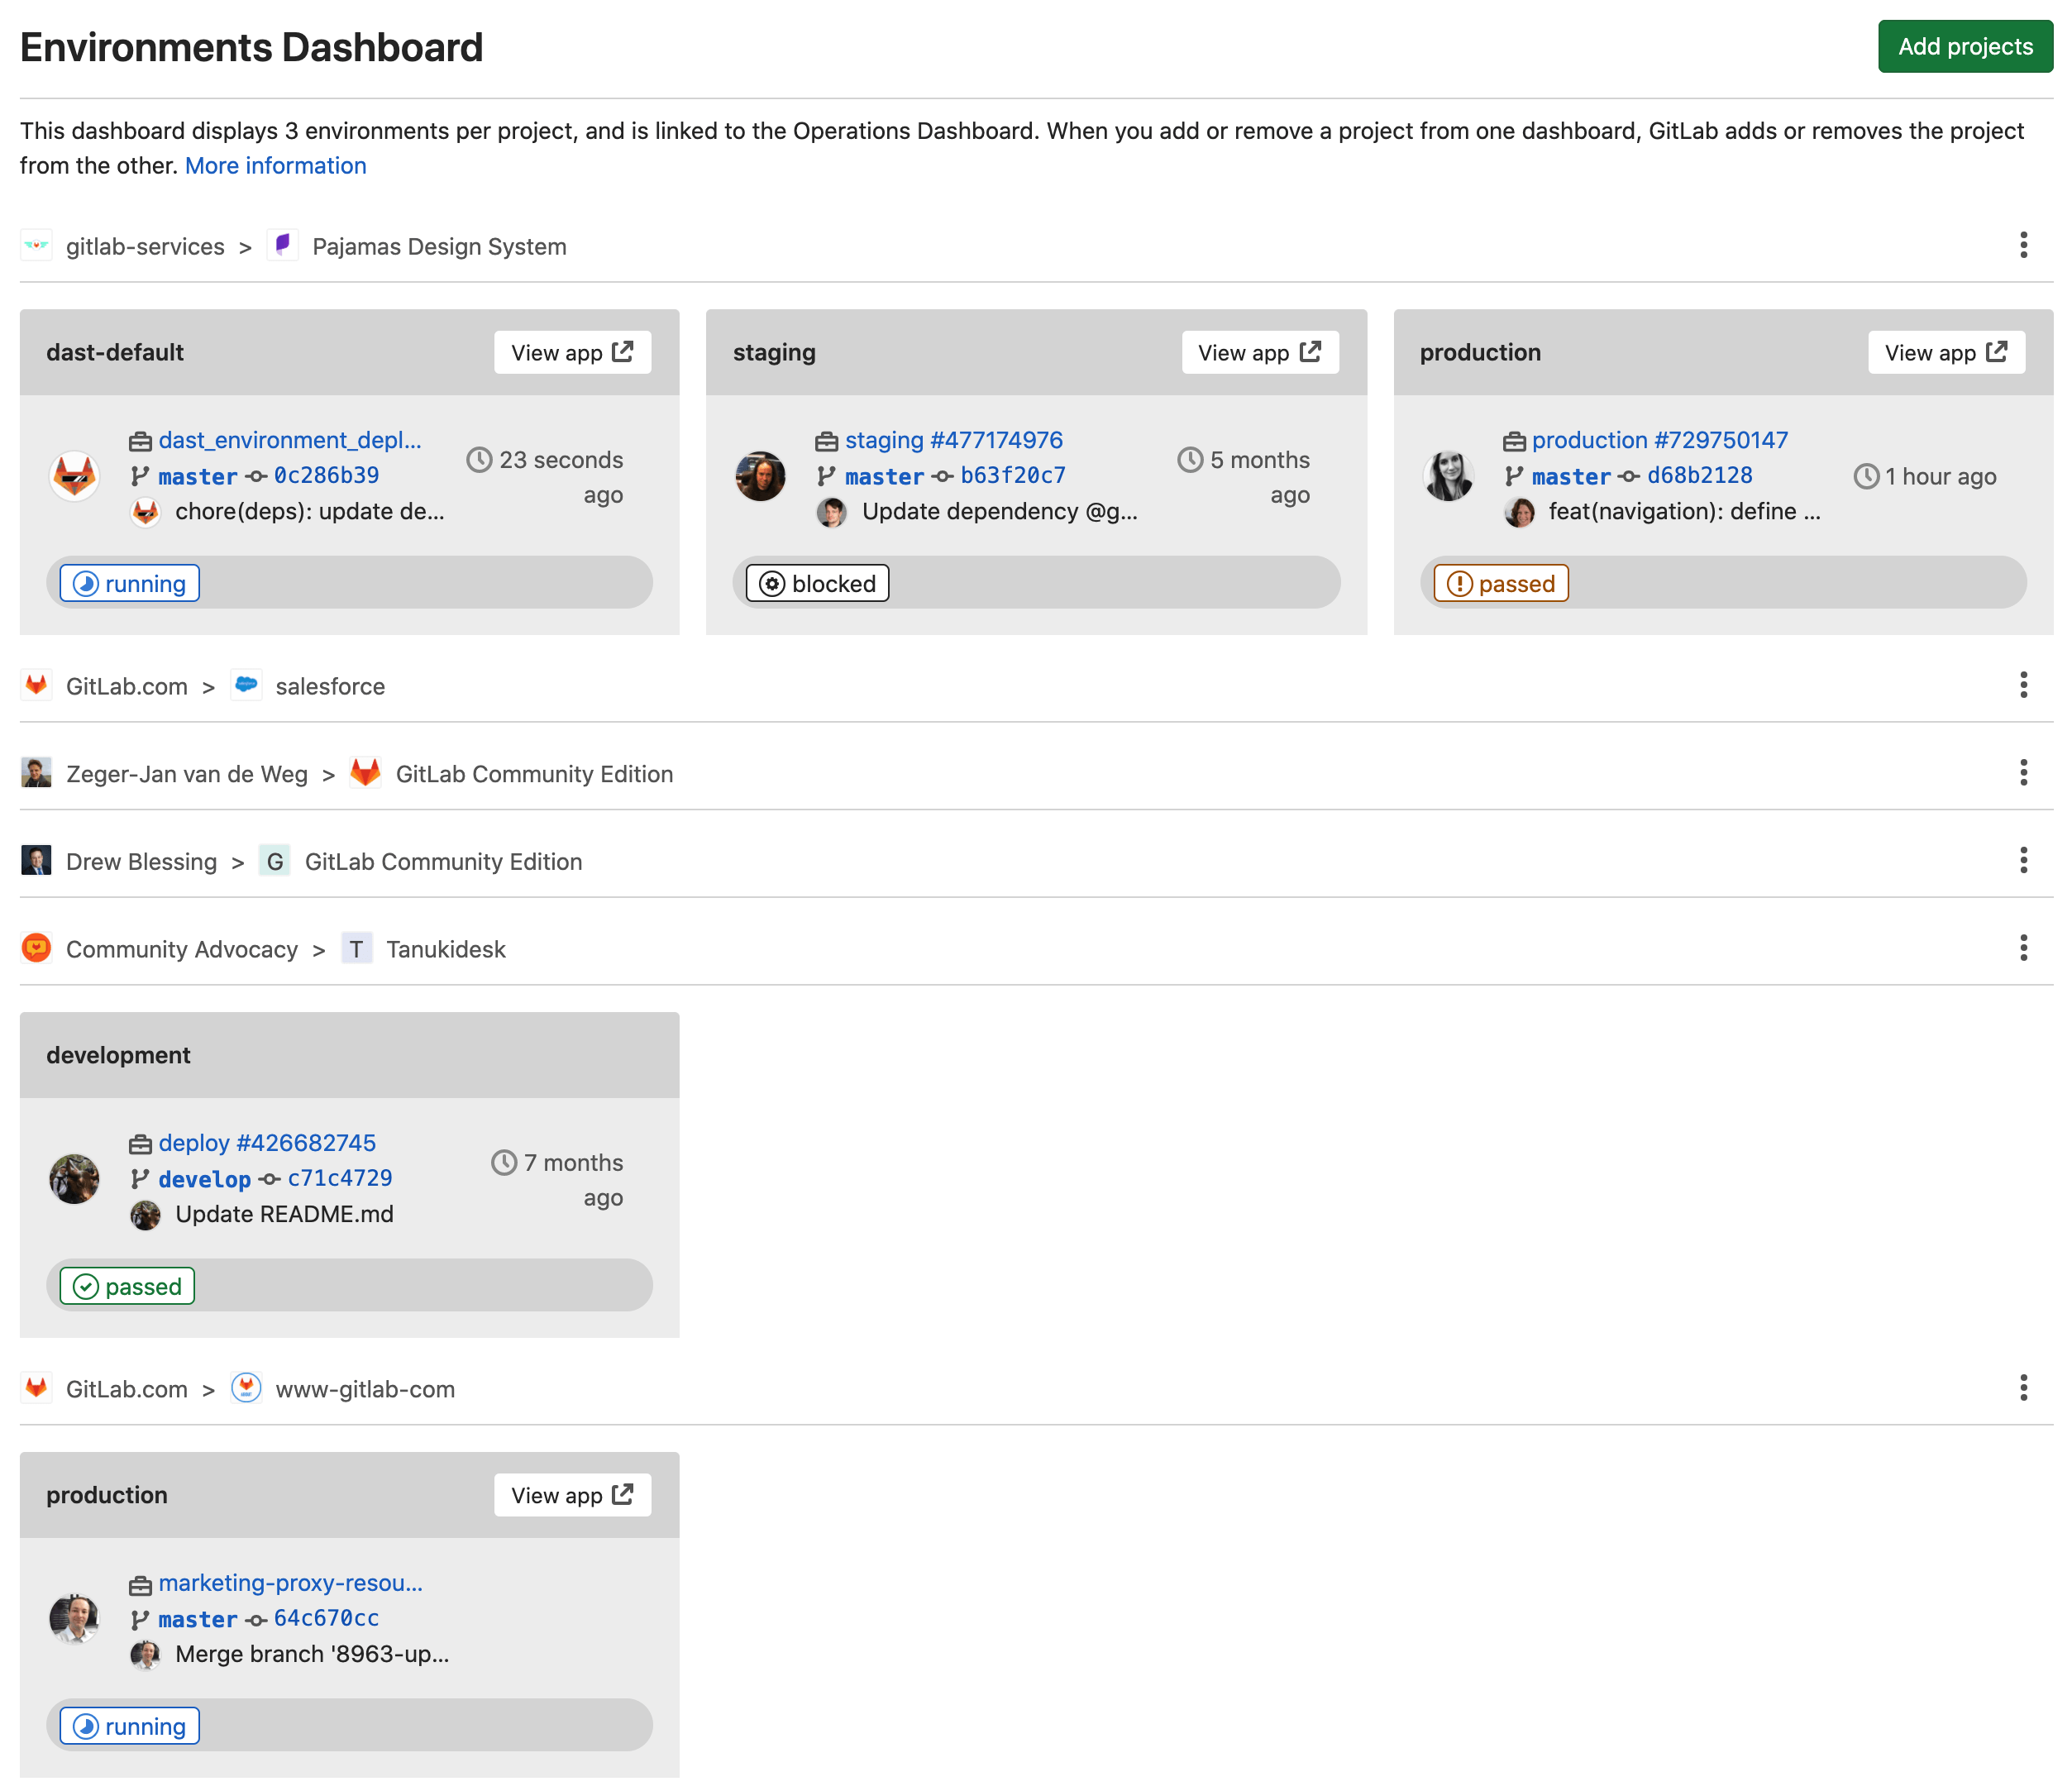 Environments Dashboard
Add projects
This dashboard displays 3 environments per project, and is linked to the Operations Dashboard. When you add or remove a project from one dashboard, GitLab adds or removes the project
from the other. More information
gitlab-services > Pajamas Design System
dast-default
View app
dast_environment_depl...
master 0c286b39
chore(deps): update de...
23 seconds
ago
running
staging
View app
staging #477174976
master b63f20c7
Update dependency @g...
5 months
ago
blocked
production
View app
production #729750147
master d68b2128
feat(navigation): define ...
1 hour ago
passed
GitLab.com > salesforce
Zeger-Jan van de Weg > GitLab Community Edition
Drew Blessing > G GitLab Community Edition
Community Advocacy > T Tanukidesk
development
deploy #426682745
develop c71c4729
Update README.md
7 months
ago
passed
GitLab.com > www-gitlab-com
production
View app
marketing-proxy-resou...
master 64c670cc
Merge branch '8963-up...
running